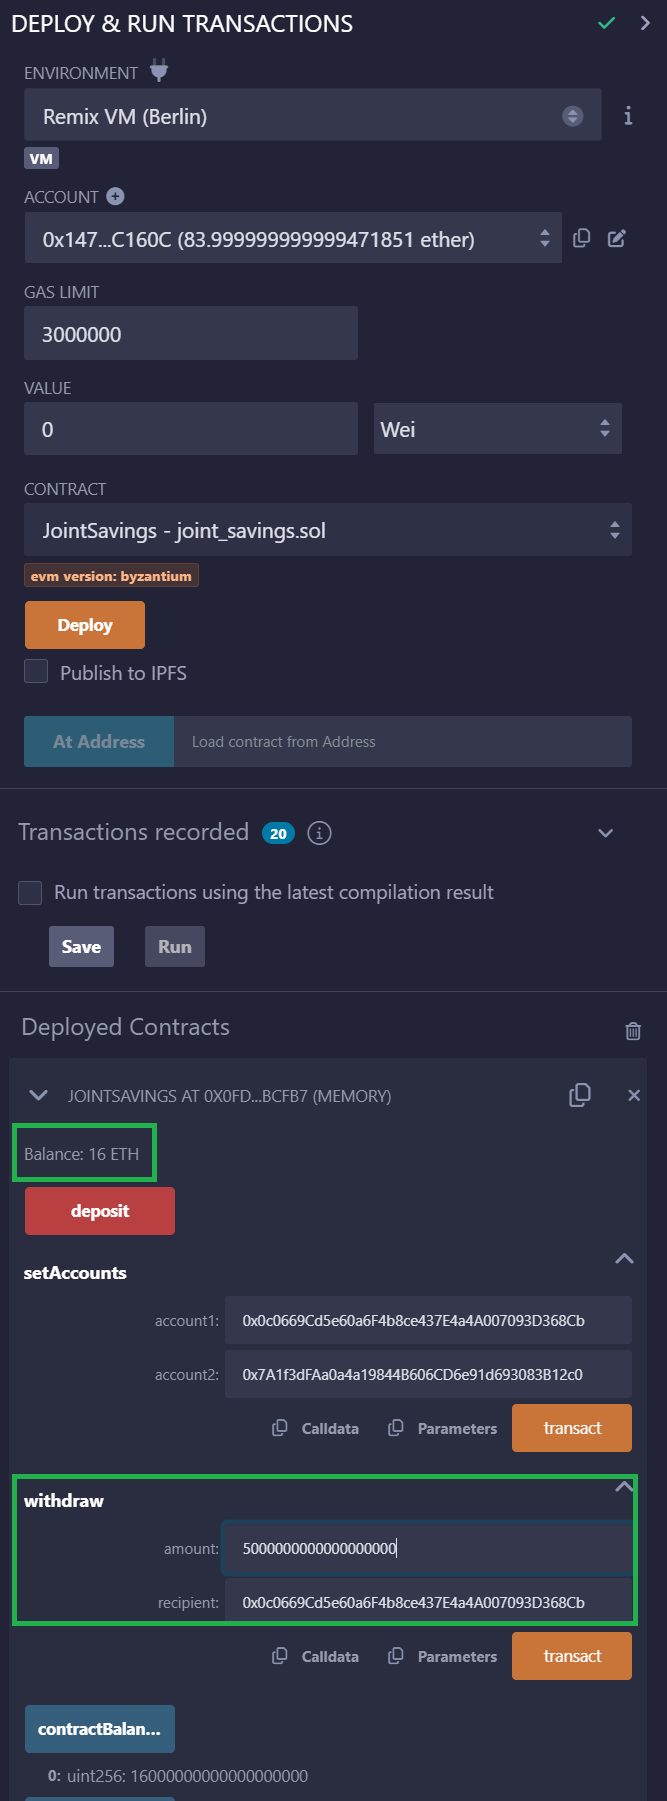 DEPLOY & RUN TRANSACTIONS
ENVIRONMENT
Remix VM (Berlin)
VM
ACCOUNT
0x147...C160C (83.999999999999471851 ether)
GAS LIMIT
3000000
VALUE
0 Wei
CONTRACT
JointSavings - joint_savings.sol
evm version: byzantium
Deploy
Publish to IPFS
At Address Load contract from Address
Transactions recorded 20
Run transactions using the latest compilation result
Save Run
Deployed Contracts
JOINTSAVINGS AT 0X0FD...BCFB7 (MEMORY)
Balance: 16 ETH
deposit
setAccounts
account1: 0x0c0669Cd5e60a6F4b8ce437E4a4A007093D368Cb
account2: 0x7A1f3dFAa0a4a19844B606CD6e91d693083B12c0
Calldata Parameters transact
withdraw
amount: 5000000000000000000
recipient: 0x0c0669Cd5e60a6F4b8ce437E4a4A007093D368Cb
Calldata Parameters transact
contractBalan...
0: uint256: 16000000000000000000